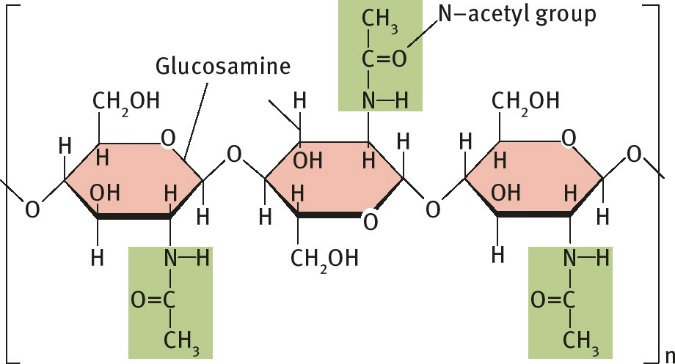 CH3 N–acetyl group
C=O
Glucosamine
N–H
CH2OH H CH2OH
H O O H H O O
H OH H H
OH H OH H
O H H H O O H
H N–H CH2OH H N–H
O=C O=C
CH3 CH3
n